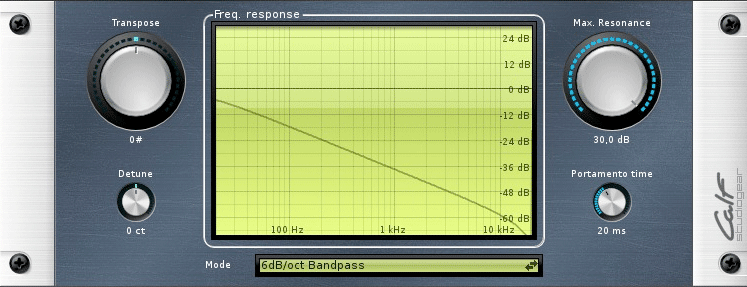 Transpose
0#
Detune
0 ct
Freq. response
24 dB
12 dB
0 dB
-12 dB
-24 dB
-36 dB
-48 dB
-60 dB
100 Hz
1 kHz
10 kHz
Mode
6dB/oct Bandpass
Max. Resonance
30,0 dB
Portamento time
20 ms
Calf
studiogear